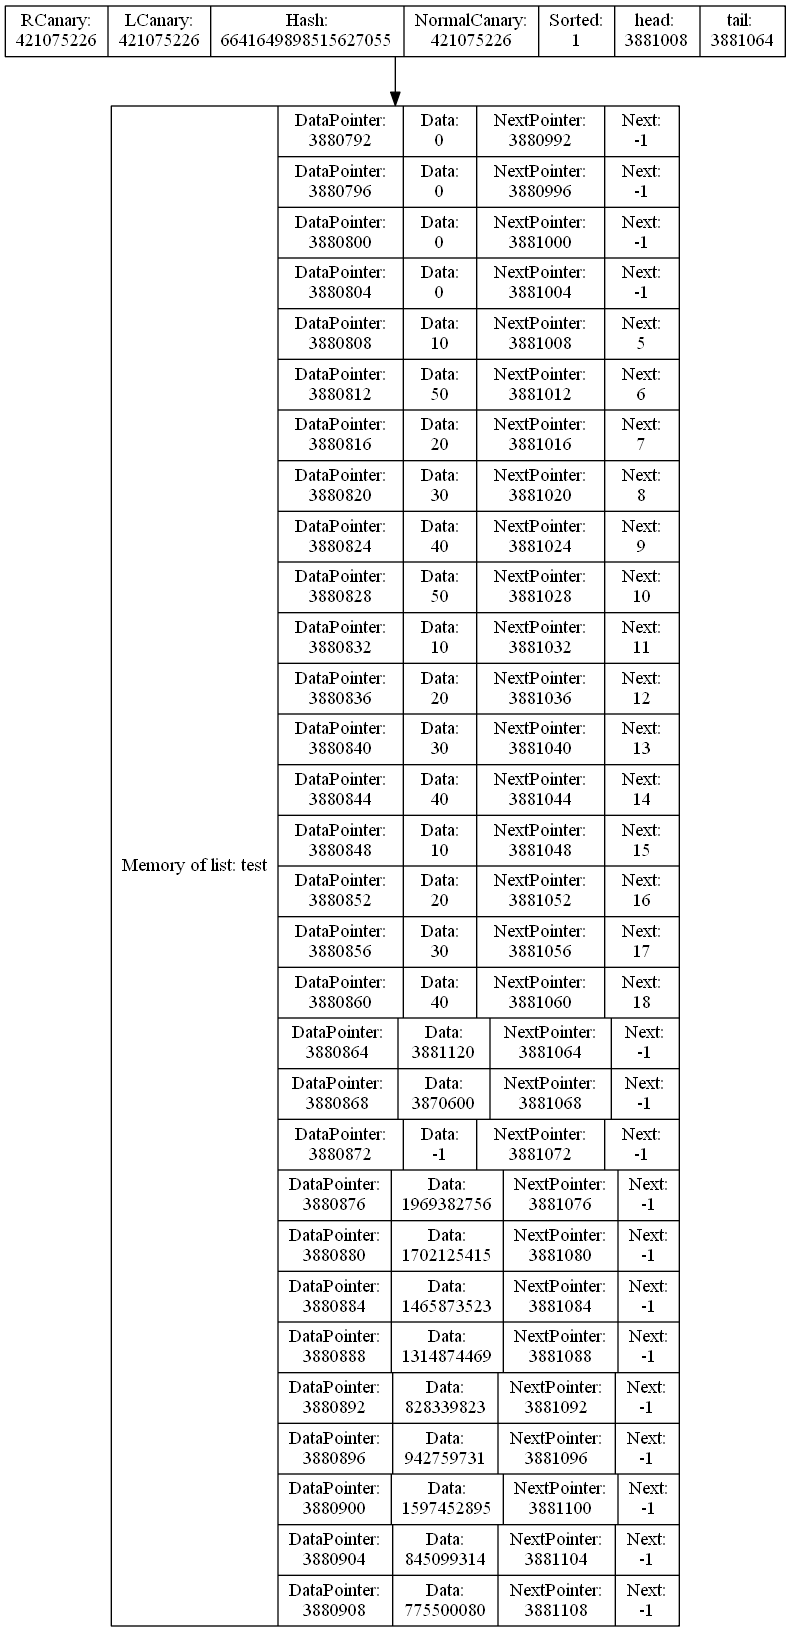 RCanary: LCanary: Hash: NormalCanary: Sorted: head: tail:
421075226 421075226 6641649898515627055 421075226 1 3881008 3881064
Memory of list: test
DataPointer: Data: NextPointer: Next:
3880792 0 3880992 -1
DataPointer: Data: NextPointer: Next:
3880796 0 3880996 -1
DataPointer: Data: NextPointer: Next:
3880800 0 3881000 -1
DataPointer: Data: NextPointer: Next:
3880804 0 3881004 -1
DataPointer: Data: NextPointer: Next:
3880808 10 3881008 5
DataPointer: Data: NextPointer: Next:
3880812 50 3881012 6
DataPointer: Data: NextPointer: Next:
3880816 20 3881016 7
DataPointer: Data: NextPointer: Next:
3880820 30 3881020 8
DataPointer: Data: NextPointer: Next:
3880824 40 3881024 9
DataPointer: Data: NextPointer: Next:
3880828 50 3881028 10
DataPointer: Data: NextPointer: Next:
3880832 10 3881032 11
DataPointer: Data: NextPointer: Next:
3880836 20 3881036 12
DataPointer: Data: NextPointer: Next:
3880840 30 3881040 13
DataPointer: Data: NextPointer: Next:
3880844 40 3881044 14
DataPointer: Data: NextPointer: Next:
3880848 10 3881048 15
DataPointer: Data: NextPointer: Next:
3880852 20 3881052 16
DataPointer: Data: NextPointer: Next:
3880856 30 3881056 17
DataPointer: Data: NextPointer: Next:
3880860 40 3881060 18
DataPointer: Data: NextPointer: Next:
3880864 3881120 3881064 -1
DataPointer: Data: NextPointer: Next:
3880868 3870600 3881068 -1
DataPointer: Data: NextPointer: Next:
3880872 -1 3881072 -1
DataPointer: Data: NextPointer: Next:
3880876 1969382756 3881076 -1
DataPointer: Data: NextPointer: Next:
3880880 1702125415 3881080 -1
DataPointer: Data: NextPointer: Next:
3880884 1465873523 3881084 -1
DataPointer: Data: NextPointer: Next:
3880888 1314874469 3881088 -1
DataPointer: Data: NextPointer: Next:
3880892 828339823 3881092 -1
DataPointer: Data: NextPointer: Next:
3880896 942759731 3881096 -1
DataPointer: Data: NextPointer: Next:
3880900 1597452895 3881100 -1
DataPointer: Data: NextPointer: Next:
3880904 845099314 3881104 -1
DataPointer: Data: NextPointer: Next:
3880908 775500080 3881108 -1